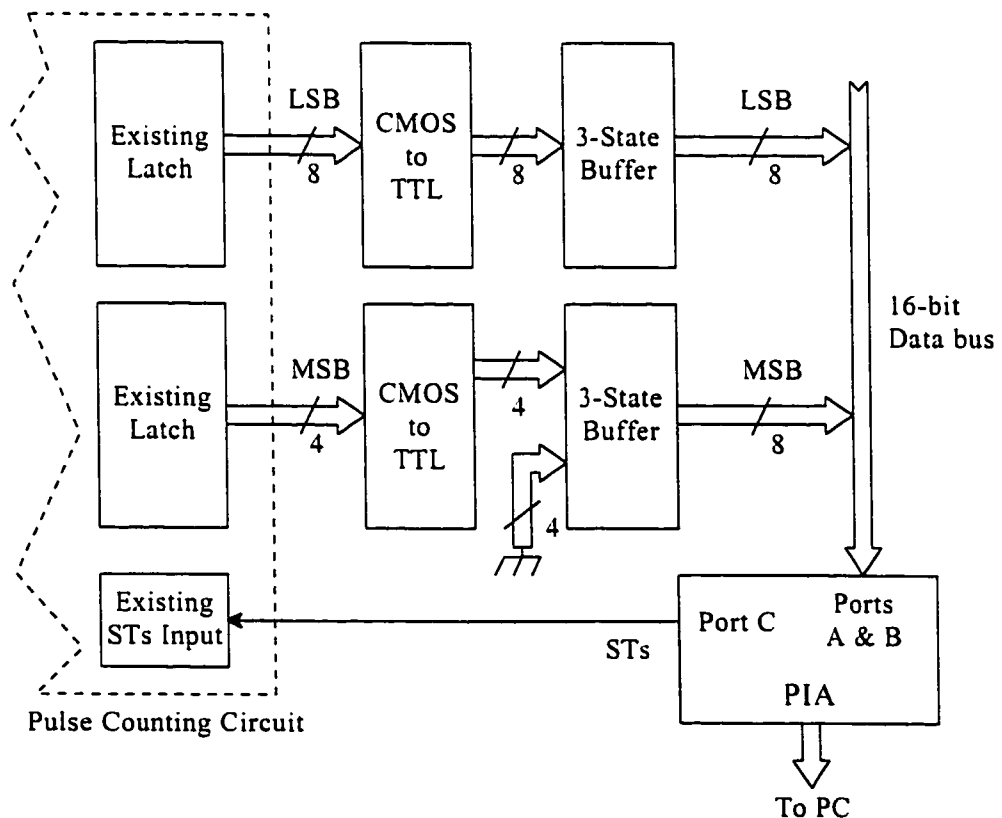 Existing
Latch
LSB
8
CMOS
to
TTL
8
3-State
Buffer
LSB
8
16-bit
Data bus
Existing
Latch
MSB
4
CMOS
to
TTL
4
4
3-State
Buffer
MSB
8
Existing
STs Input
STs
Port C
Ports
A & B
PIA
Pulse Counting Circuit
To PC